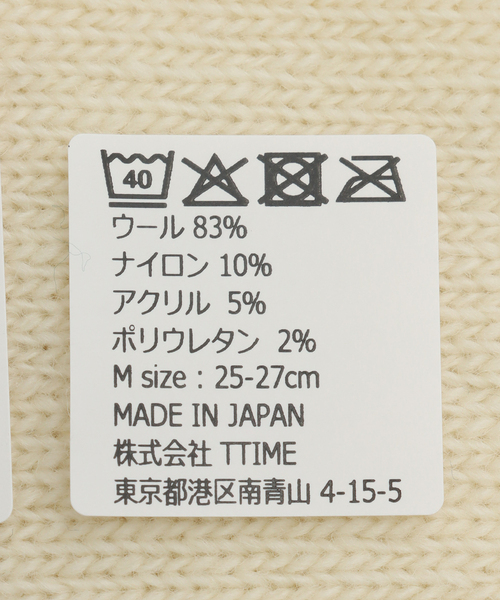 40
ウール 83%
ナイロン 10%
アクリル 5%
ポリウレタン 2%
M size : 25-27cm
MADE IN JAPAN
株式会社 TTIME
東京都港区南青山 4-15-5